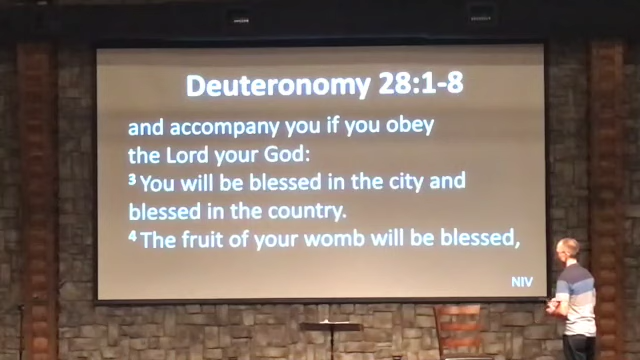 Deuteronomy 28:1-8
and accompany you if you obey
the Lord your God:
³ You will be blessed in the city and
blessed in the country.
⁴ The fruit of your womb will be blessed,
NIV